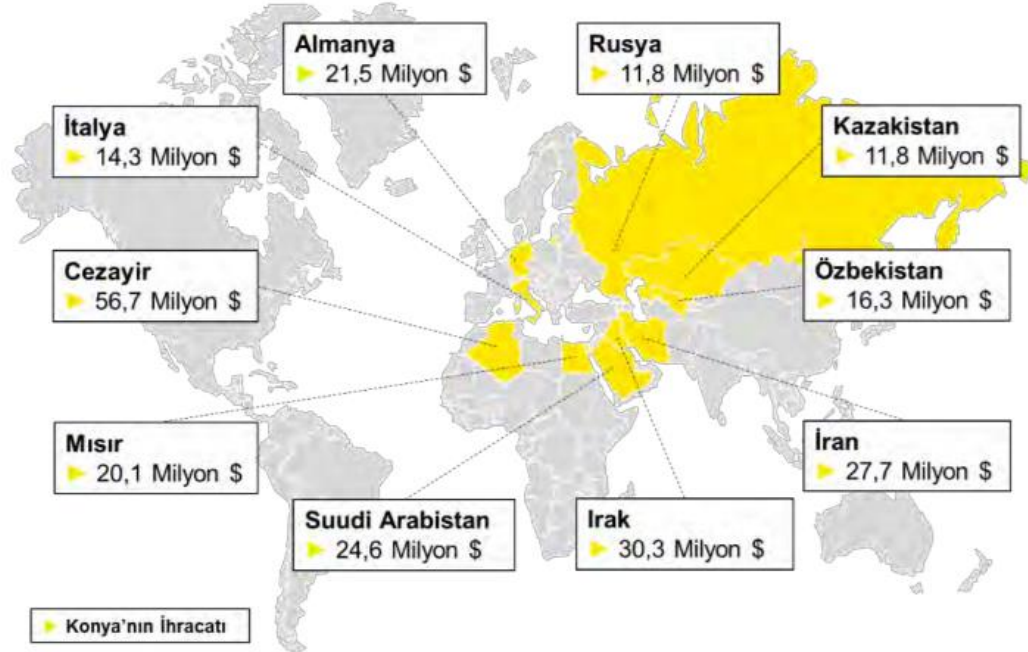 Almanya
21,5 Milyon $
Rusya
11,8 Milyon $
İtalya
14,3 Milyon $
Kazakistan
11,8 Milyon $
Cezayir
56,7 Milyon $
Özbekistan
16,3 Milyon $
Mısır
20,1 Milyon $
İran
27,7 Milyon $
Suudi Arabistan
24,6 Milyon $
Irak
30,3 Milyon $
Konya'nın İhracatı